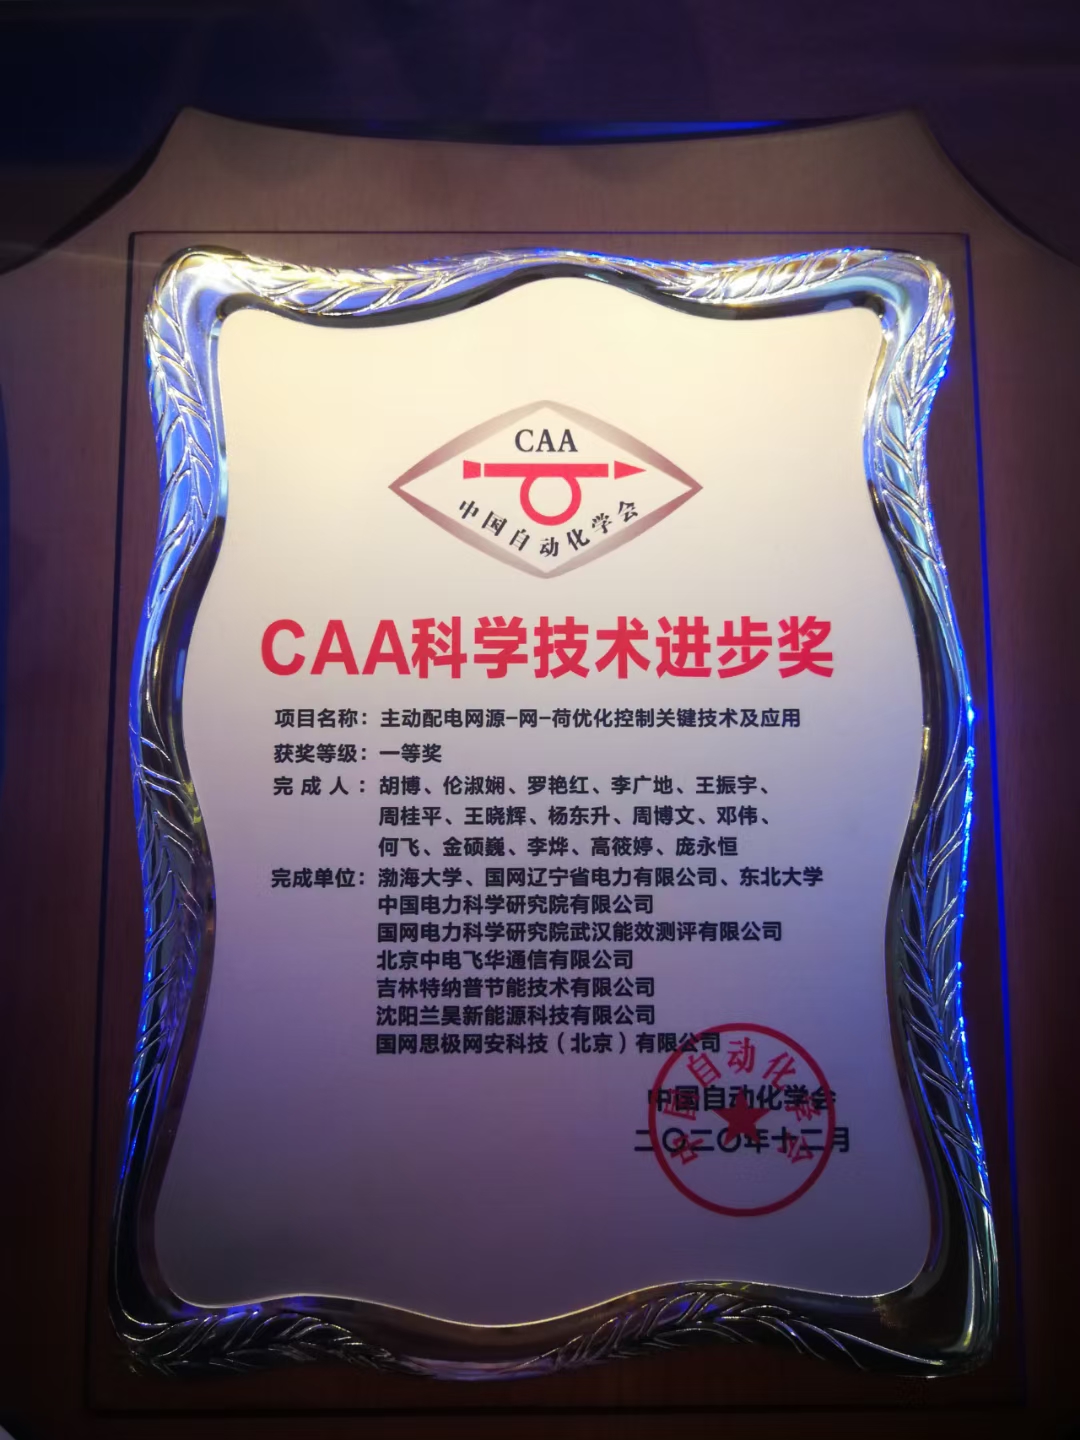 CAA
中国自动化学会
CAA科学技术进步奖
项目名称：主动配电网源-网-荷优化控制关键技术及应用
获奖等级：一等奖
完成人：胡博、伦淑娴、罗艳红、李广地、王振宇、
周桂平、王晓辉、杨东升、周博文、邓伟、
何飞、金硕巍、李烨、高筱婷、庞永恒
完成单位：渤海大学、国网辽宁省电力有限公司、东北大学
中国电力科学研究院有限公司
国网电力科学研究院武汉能效测评有限公司
北京中电飞华通信有限公司
吉林特纳普节能技术有限公司
沈阳兰昊新能源科技有限公司
国网思极网安科技（北京）有限公司
中国自动化学会
二〇二〇年十二月
中国自动化学会